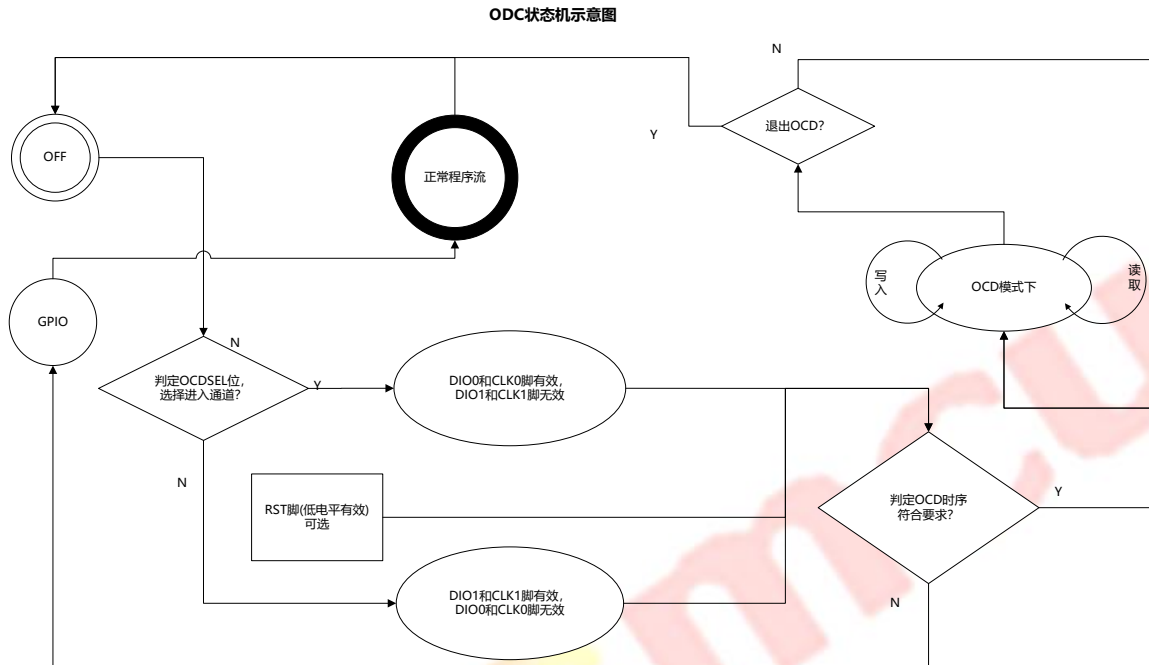 ODC状态机示意图
N
退出OCD?
Y
OFF
正常程序流
写
入
OCD模式下
读
取
GPIO
N
判定OCDSEL位，
选择进入通道?
Y
DIO0和CLK0脚有效，
DIO1和CLK1脚无效
N
RST脚(低电平有效)
可选
判定OCD时序
符合要求?
Y
DIO1和CLK1脚有效，
DIO0和CLK0脚无效
N
mcu